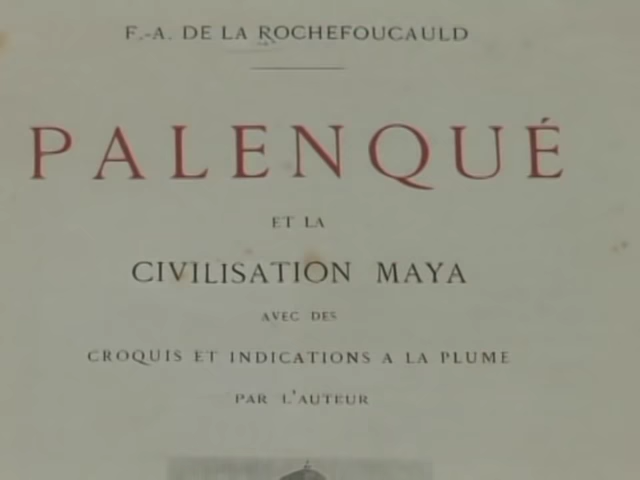 F.-A. DE LA ROCHEFOUCAULD
PALENQUÉ
ET LA
CIVILISATION MAYA
AVEC DES
CROQUIS ET INDICATIONS A LA PLUME
PAR L'AUTEUR